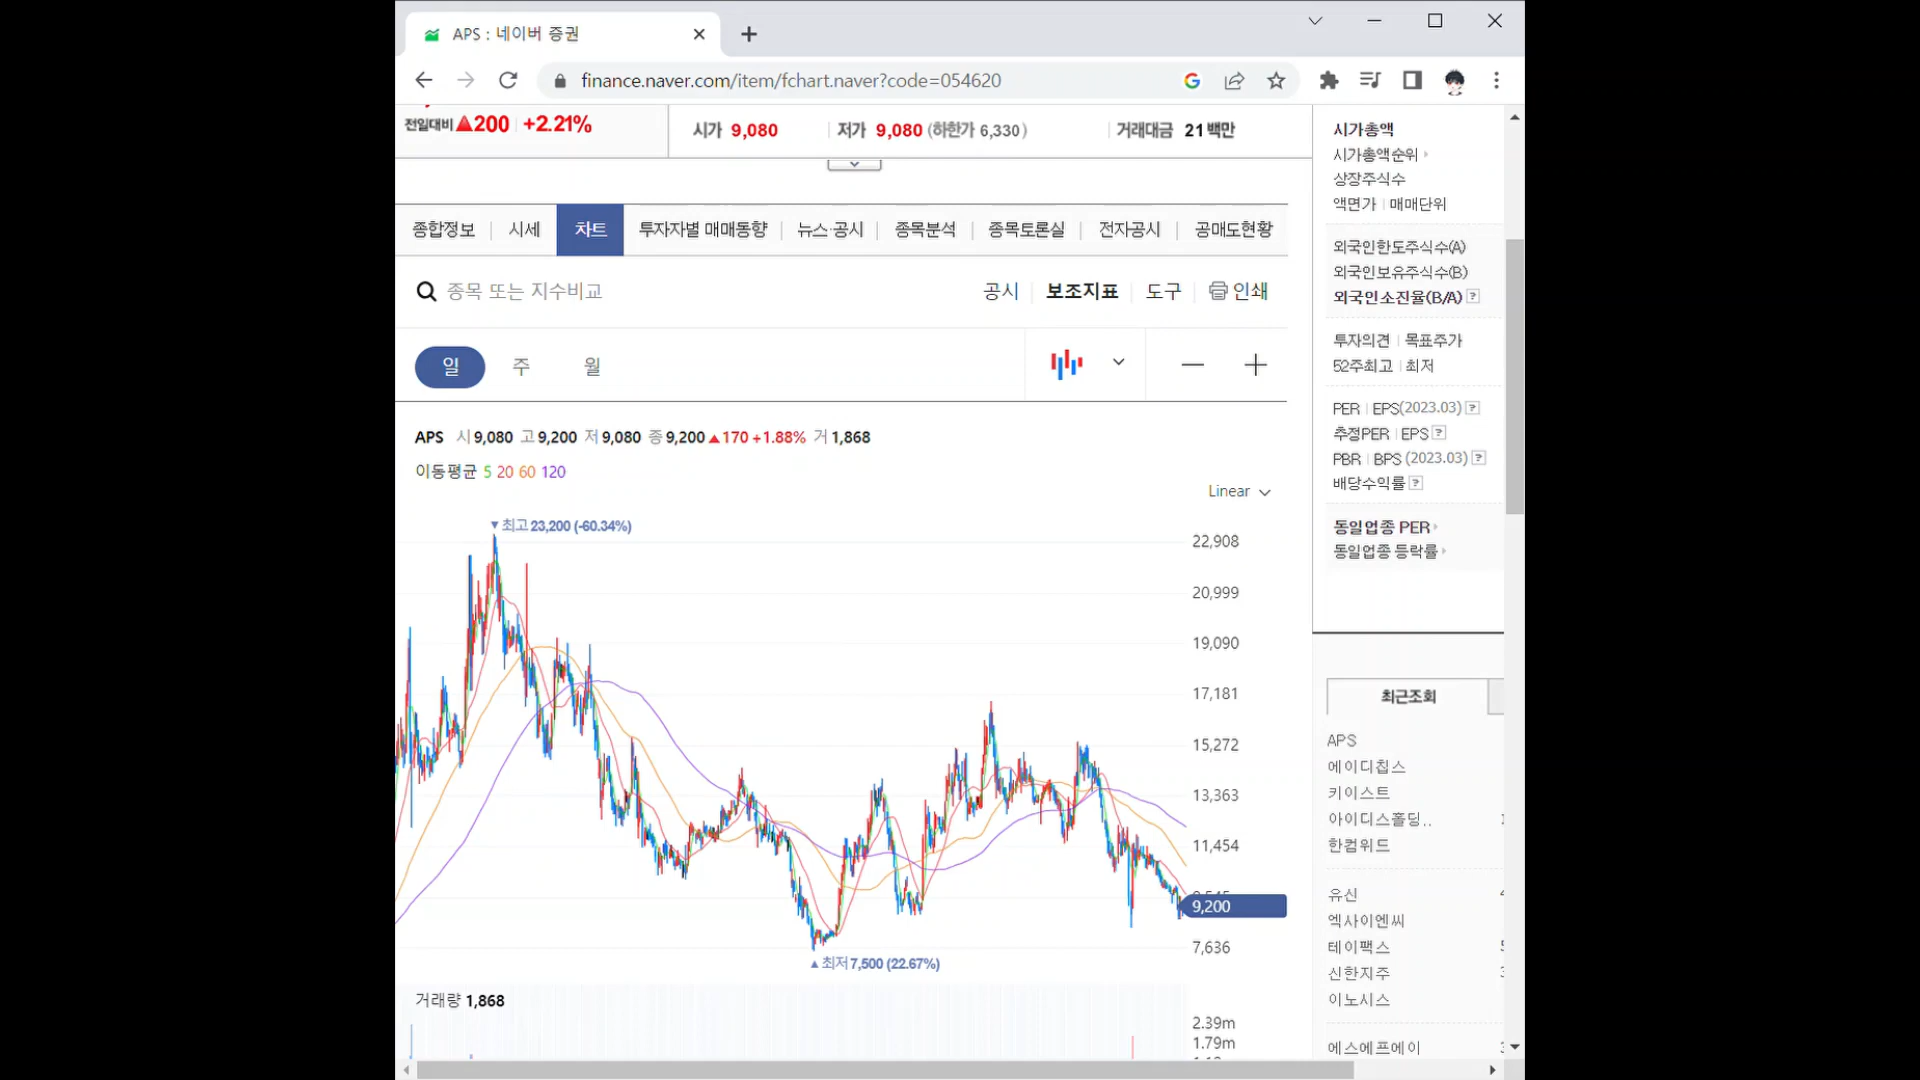 APS : 네이버 증권
finance.naver.com/item/fchart.naver?code=054620
전일대비 ▲200 +2.21%
시가 9,080 저가 9,080 (하한가 6,330) 거래대금 21 백만
종합정보 시세 차트 투자자별 매매동향 뉴스·공시 종목분석 종목토론실 전자공시 공매도현황
종목 또는 지수비교
공시 보조지표 도구 인쇄
일 주 월
APS 시 9,080 고 9,200 저 9,080 종 9,200 ▲170 +1.88% 거 1,868
이동평균 5 20 60 120
Linear
▼최고 23,200 (-60.34%)
22,908
20,999
19,090
17,181
15,272
13,363
11,454
9,200
7,636
▲최저 7,500 (22.67%)
거래량 1,868
2.39m
1.79m
시가총액
시가총액순위
상장주식수
액면가 매매단위
외국인한도주식수(A)
외국인보유주식수(B)
외국인소진율(B/A) ?
투자의견 목표주가
52주최고 최저
PER EPS(2023.03) ?
추정PER EPS ?
PBR BPS (2023.03) ?
배당수익률 ?
동일업종 PER
동일업종 등락률
최근조회
APS
에이디칩스
키이스트
아이디스홀딩..
한컴위드
유신
엑사이엔씨
테이팩스
신한지주
이노시스
에스에프에이